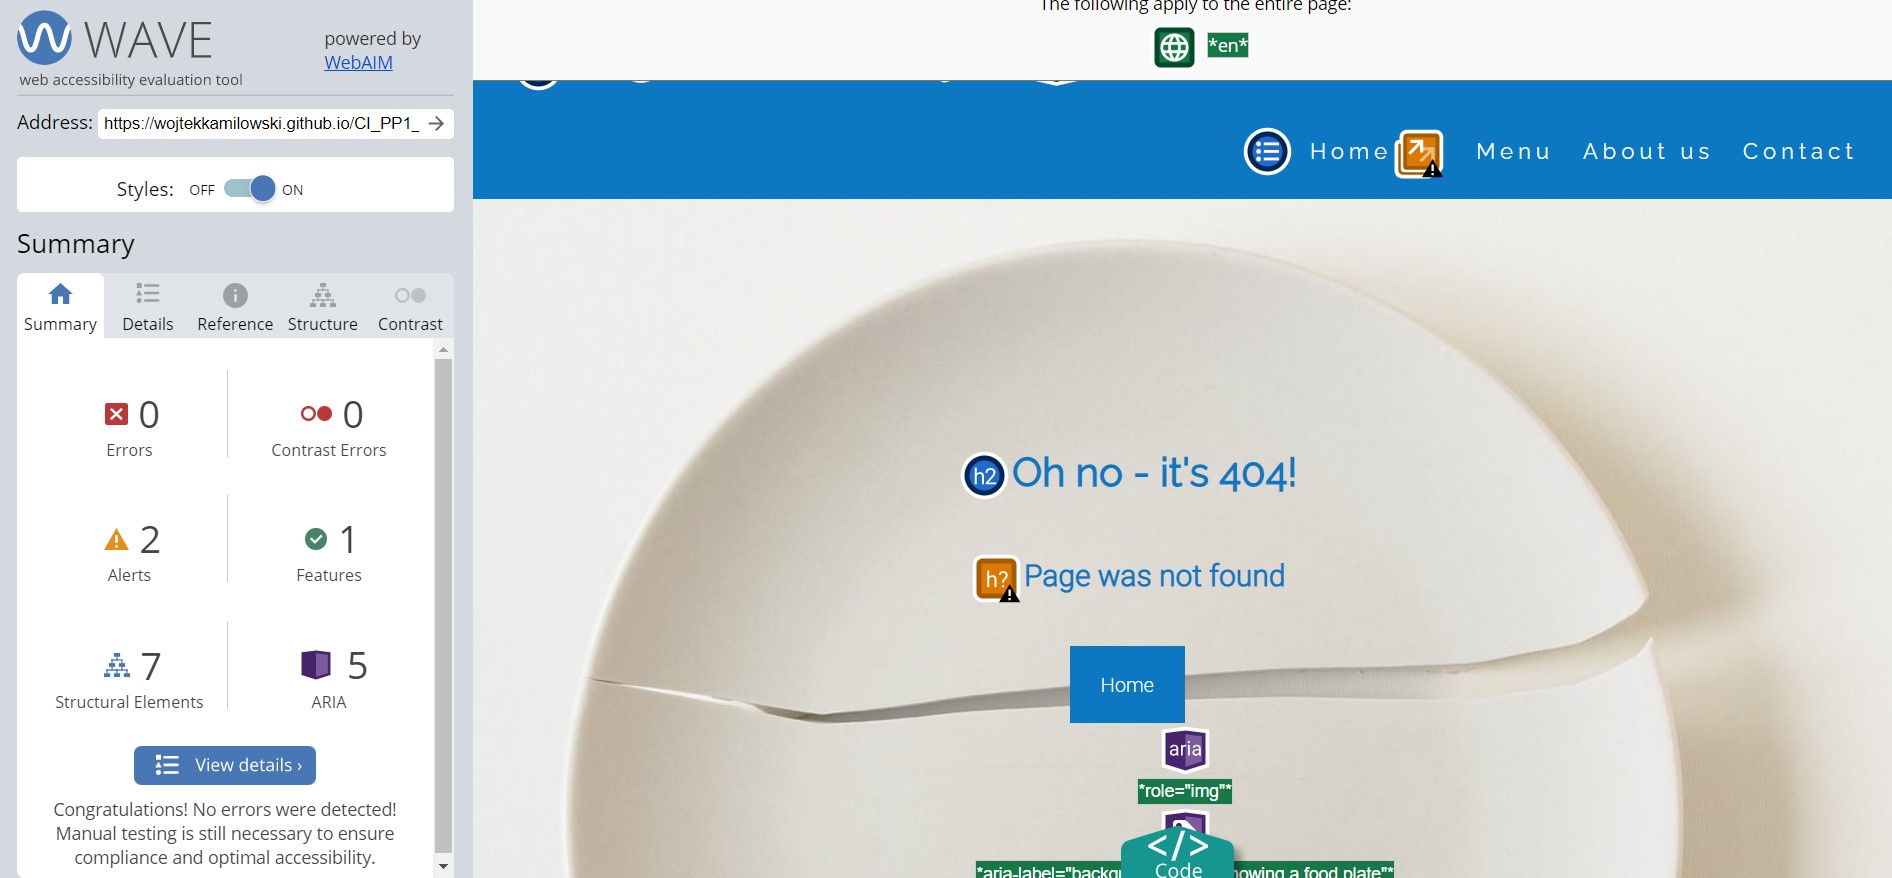 WAVE
web accessibility evaluation tool
powered by
WebAIM
Address: https://wojtekkamilowski.github.io/CI_PP1_
Styles: OFF ON
Summary
Summary Details Reference Structure Contrast
0 0
Errors Contrast Errors
2 1
Alerts Features
7 5
Structural Elements ARIA
View details ›
Congratulations! No errors were detected!
Manual testing is still necessary to ensure
compliance and optimal accessibility.
The following apply to the entire page:
*en*
Home Menu About us Contact
h2 Oh no - it's 404!
h? Page was not found
Home
aria
*role="img"*
*aria-label="backg
howing a food plate"*
</>
Code